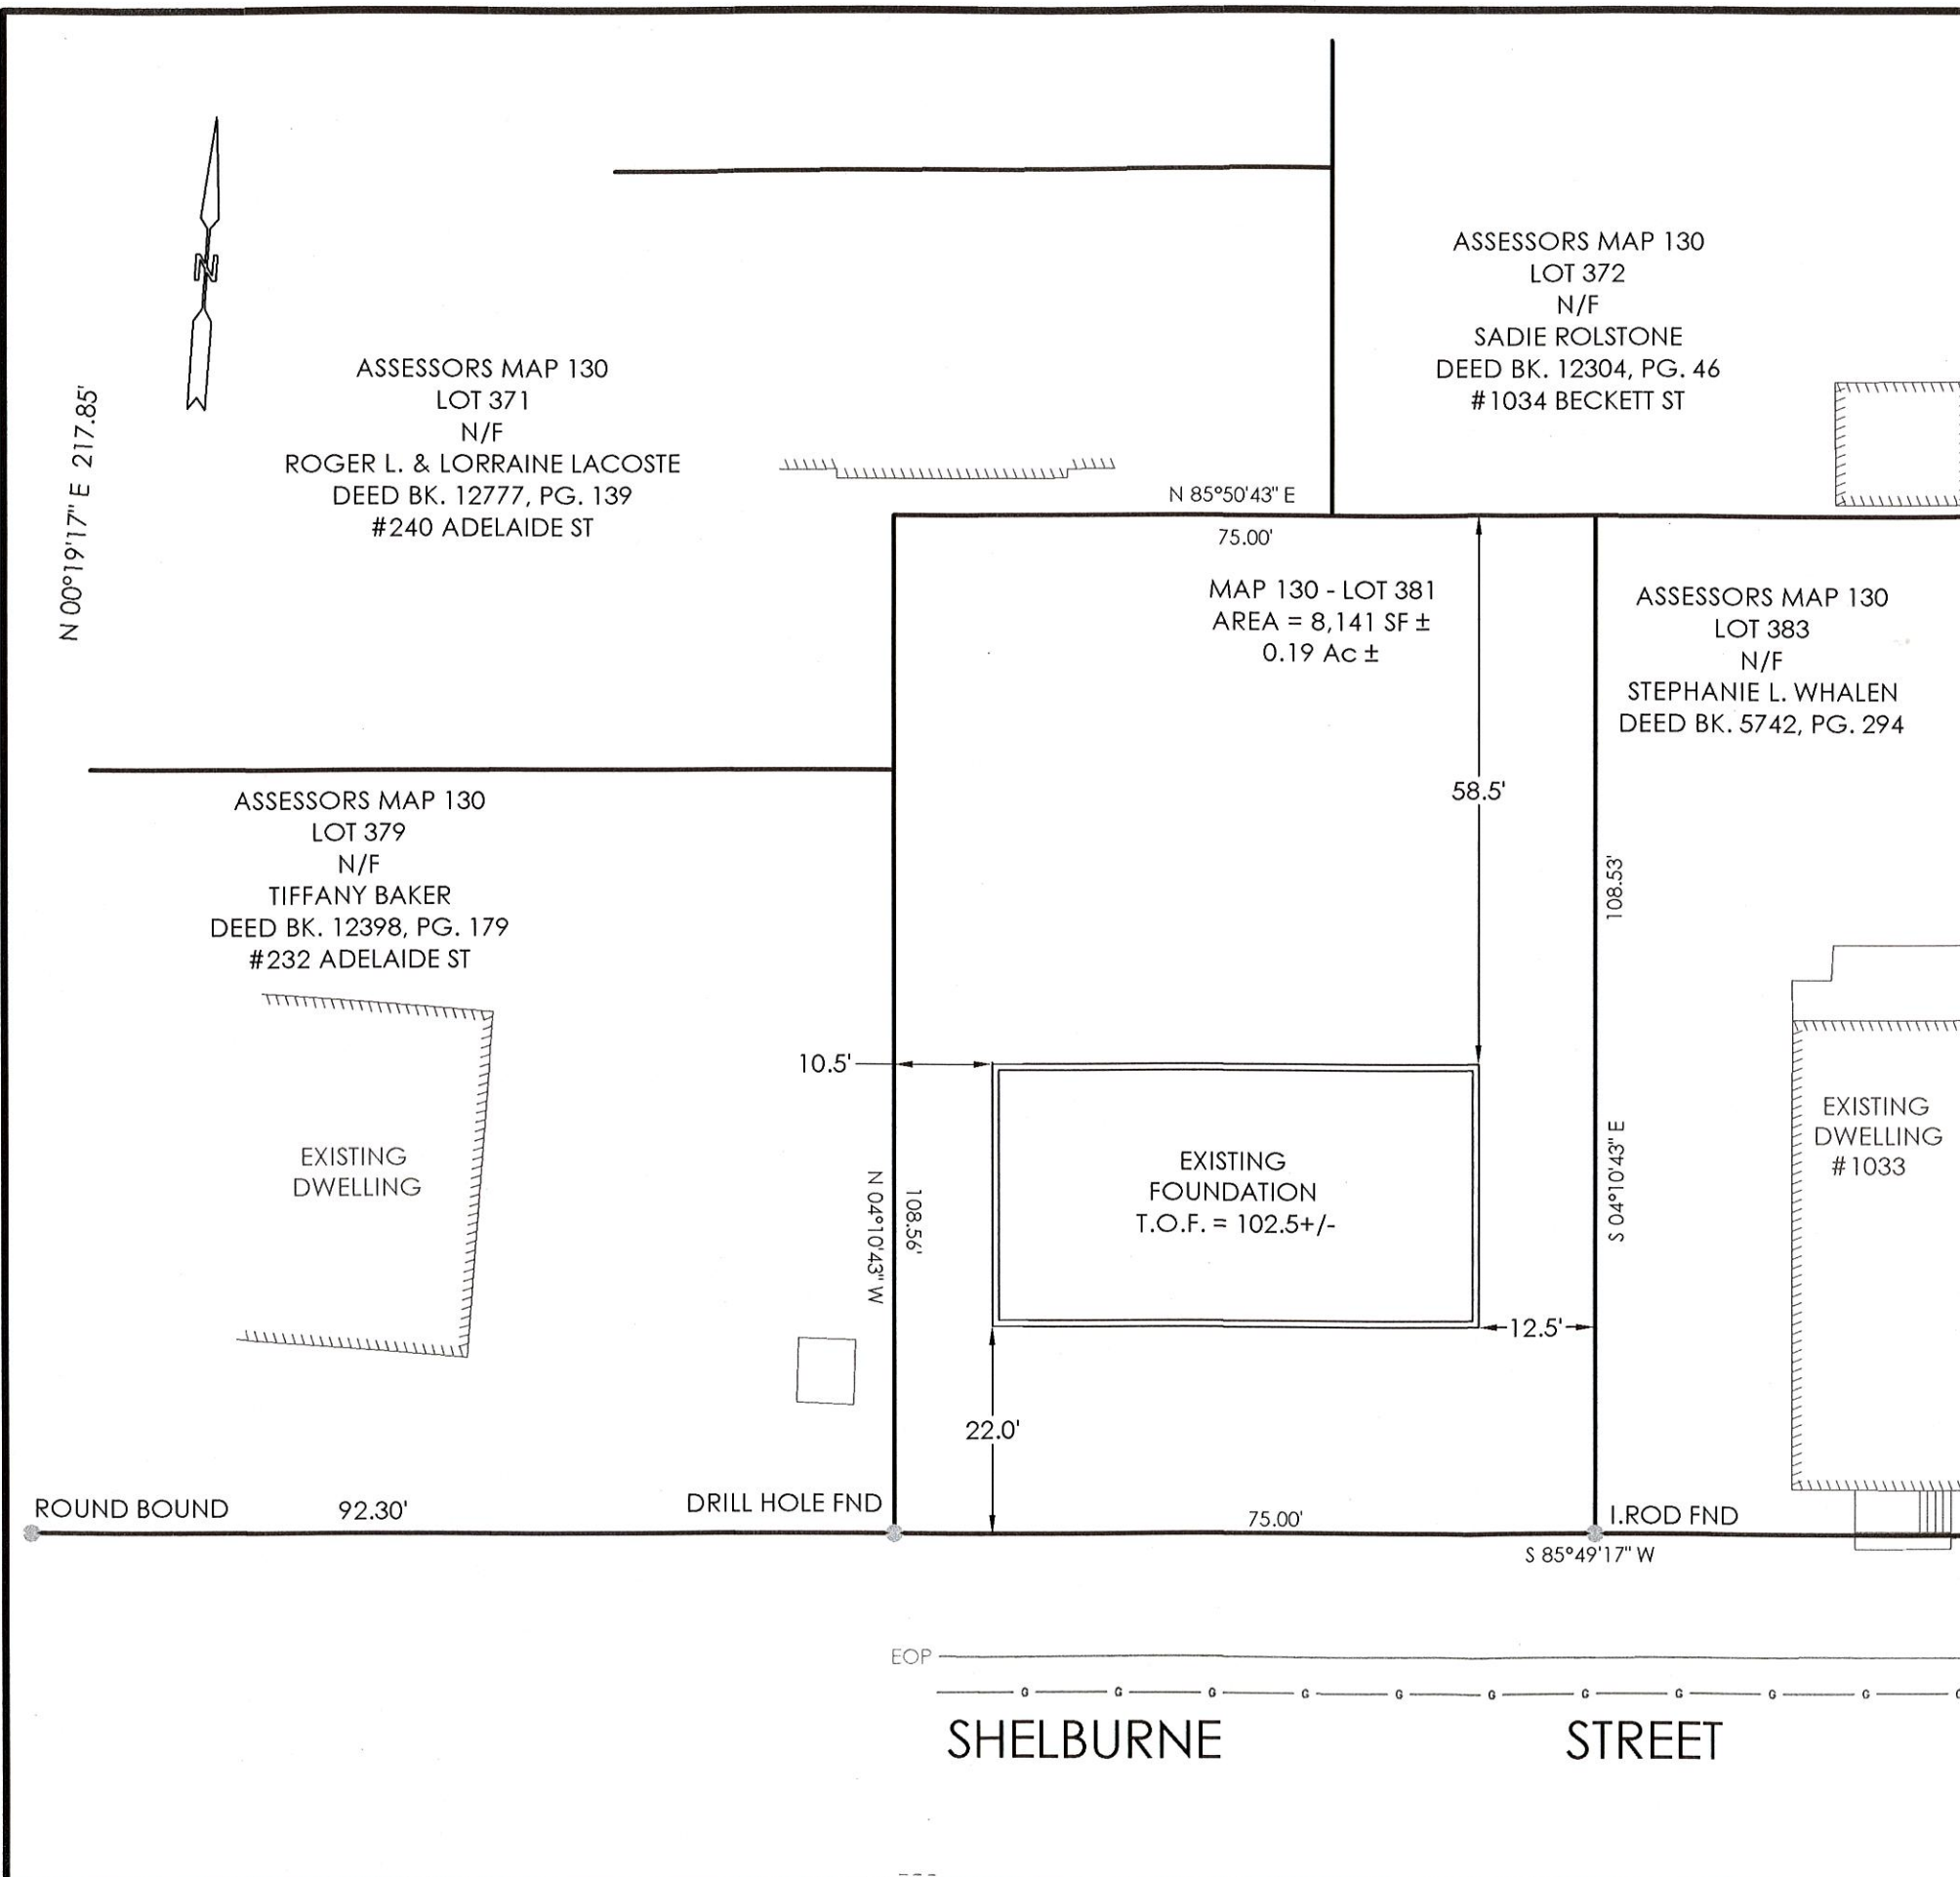 N
N 00°19'17" E 217.85'
ASSESSORS MAP 130
LOT 371
N/F
ROGER L. & LORRAINE LACOSTE
DEED BK. 12777, PG. 139
#240 ADELAIDE ST
ASSESSORS MAP 130
LOT 372
N/F
SADIE ROLSTONE
DEED BK. 12304, PG. 46
#1034 BECKETT ST
N 85°50'43" E
75.00'
MAP 130 - LOT 381
AREA = 8,141 SF ±
0.19 Ac ±
ASSESSORS MAP 130
LOT 383
N/F
STEPHANIE L. WHALEN
DEED BK. 5742, PG. 294
58.5'
108.53'
S 04°10'43" E
ASSESSORS MAP 130
LOT 379
N/F
TIFFANY BAKER
DEED BK. 12398, PG. 179
#232 ADELAIDE ST
EXISTING
DWELLING
10.5'
N 04°10'43" W
108.56'
EXISTING
FOUNDATION
T.O.F. = 102.5+/-
12.5'
22.0'
EXISTING
DWELLING
#1033
ROUND BOUND
92.30'
DRILL HOLE FND
75.00'
I.ROD FND
S 85°49'17" W
EOP
G G G G G G G G G G
SHELBURNE STREET